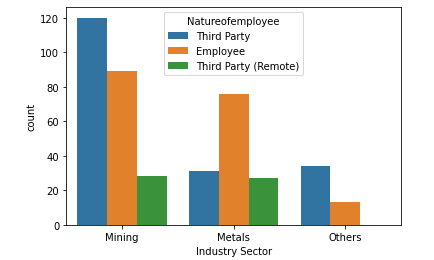 Natureofemployee
Third Party
Employee
Third Party (Remote)
120
100
80
60
40
20
0
count
Mining
Metals
Others
Industry Sector